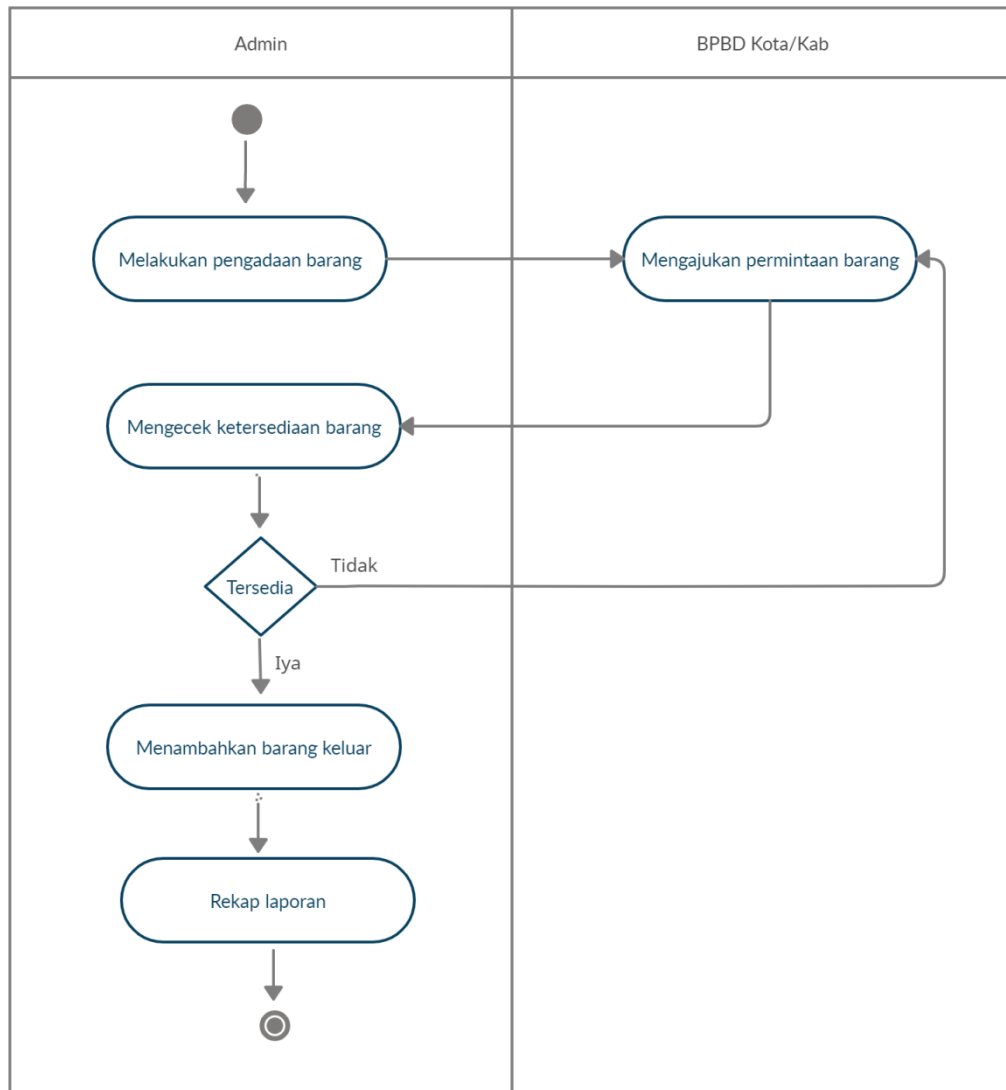 Admin
BPBD Kota/Kab
Melakukan pengadaan barang
Mengajukan permintaan barang
Mengecek ketersediaan barang
Tersedia
Tidak
Iya
Menambahkan barang keluar
Rekap laporan